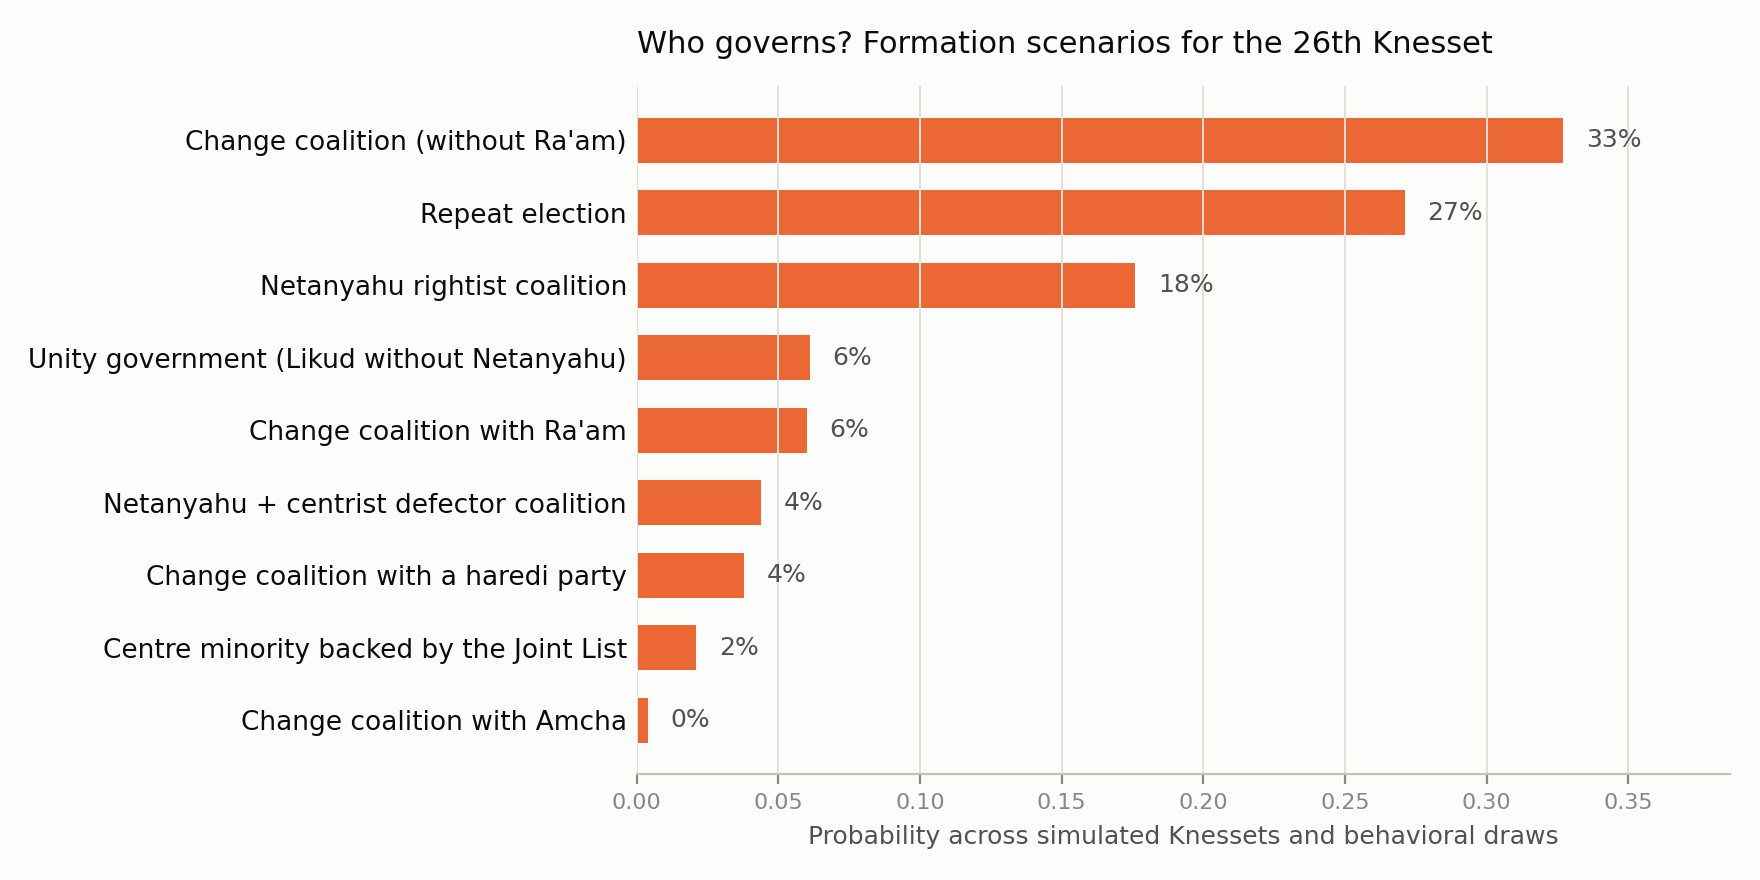 Who governs? Formation scenarios for the 26th Knesset
Change coalition (without Ra'am) 33%
Repeat election 27%
Netanyahu rightist coalition 18%
Unity government (Likud without Netanyahu) 6%
Change coalition with Ra'am 6%
Netanyahu + centrist defector coalition 4%
Change coalition with a haredi party 4%
Centre minority backed by the Joint List 2%
Change coalition with Amcha 0%
0.00 0.05 0.10 0.15 0.20 0.25 0.30 0.35
Probability across simulated Knessets and behavioral draws